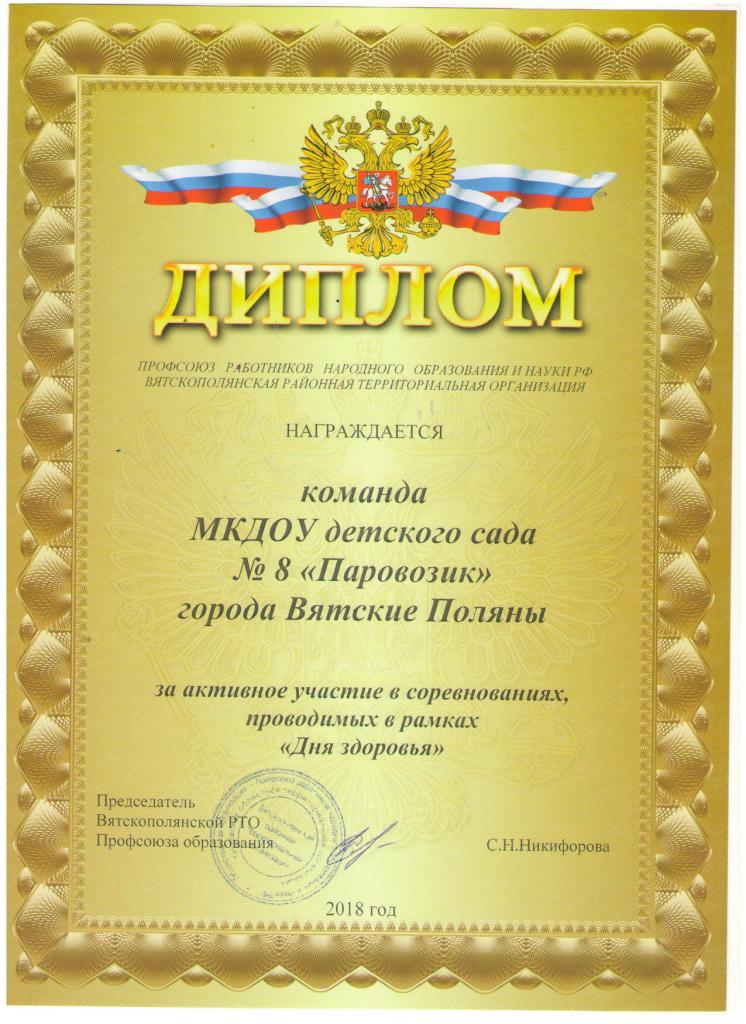 ДИПЛОМ
ПРОФСОЮЗ РАБОТНИКОВ НАРОДНОГО ОБРАЗОВАНИЯ И НАУКИ РФ
ВЯТСКОПОЛЯНСКАЯ РАЙОННАЯ ТЕРРИТОРИАЛЬНАЯ ОРГАНИЗАЦИЯ
НАГРАЖДАЕТСЯ
команда
МКДОУ детского сада
№ 8 «Паровозик»
города Вятские Поляны
за активное участие в соревнованиях,
проводимых в рамках
«Дня здоровья»
Председатель
Вятскополянской РТО
Профсоюза образования
С.Н.Никифорова
2018 год